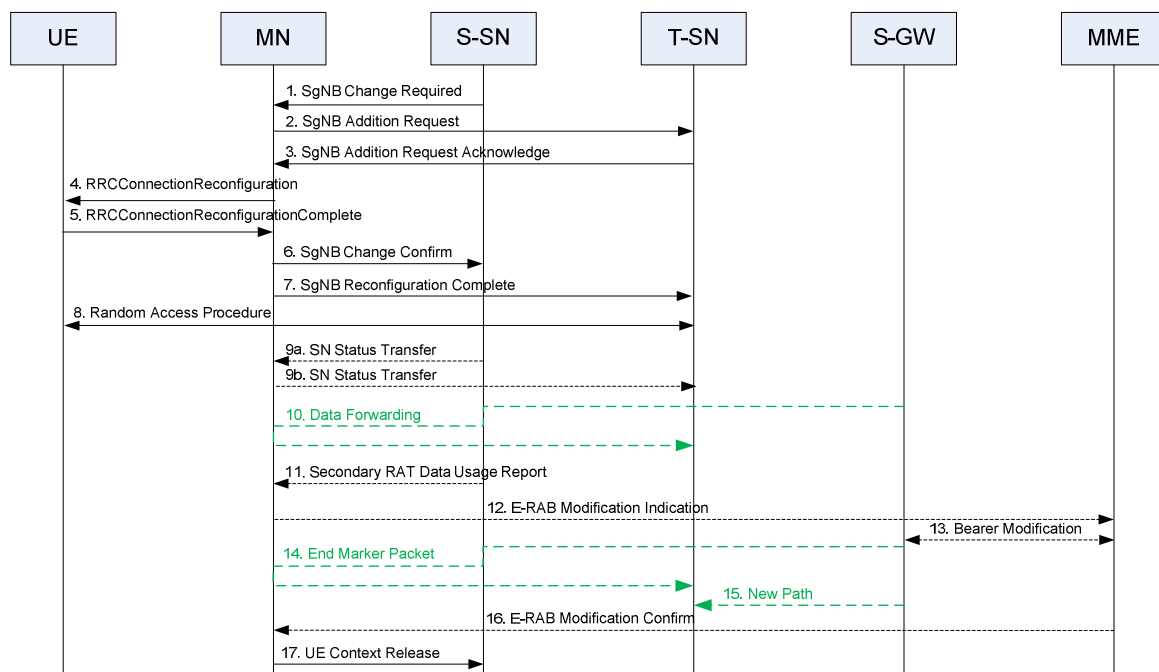 UE
MN
S-SN
T-SN
S-GW
MME
1. SgNB Change Required
2. SgNB Addition Request
3. SgNB Addition Request Acknowledge
4. RRCConnectionReconfiguration
5. RRCConnectionReconfigurationComplete
6. SgNB Change Confirm
7. SgNB Reconfiguration Complete
8. Random Access Procedure
9a. SN Status Transfer
9b. SN Status Transfer
10. Data Forwarding
11. Secondary RAT Data Usage Report
12. E-RAB Modification Indication
13. Bearer Modification
14. End Marker Packet
15. New Path
16. E-RAB Modification Confirm
17. UE Context Release